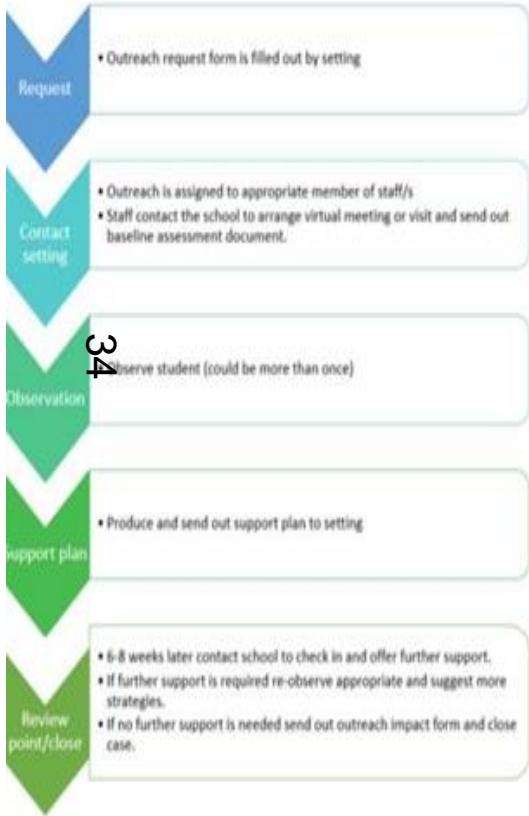 Request
• Outreach request form is filled out by setting
Contact
setting
• Outreach is assigned to appropriate member of staff/s
• Staff contact the school to arrange virtual meeting or visit and send out
baseline assessment document.
Observation
34
Observe student (could be more than once)
Support plan
• Produce and send out support plan to setting
Review
point/close
• 6-8 weeks later contact school to check in and offer further support.
• If further support is required re-observe appropriate and suggest more
strategies.
• If no further support is needed send out outreach impact form and close
case.